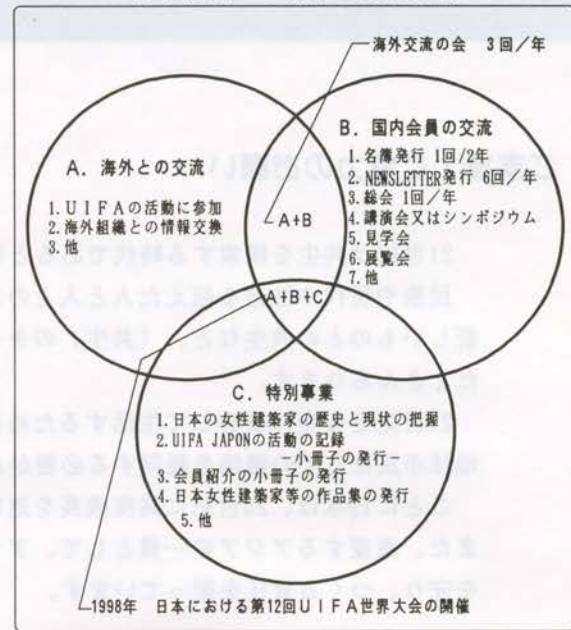 海外交流の会 3回/年
A. 海外との交流
1. UIFAの活動に参加
2. 海外組織との情報交換
3. 他
A+B
B. 国内会員の交流
1. 名簿発行 1回/2年
2. NEWSLETTER発行 6回/年
3. 総会 1回/年
4. 講演会又はシンポジウム
5. 見学会
6. 展覧会
7. 他
A+B+C
C. 特別事業
1. 日本の女性建築家の歴史と現状の把握
2. UIFA JAPONの活動の記録
-小冊子の発行-
3. 会員紹介の小冊子の発行
4. 日本女性建築家等の作品集の発行
5. 他
1998年 日本における第12回UIFA世界大会の開催